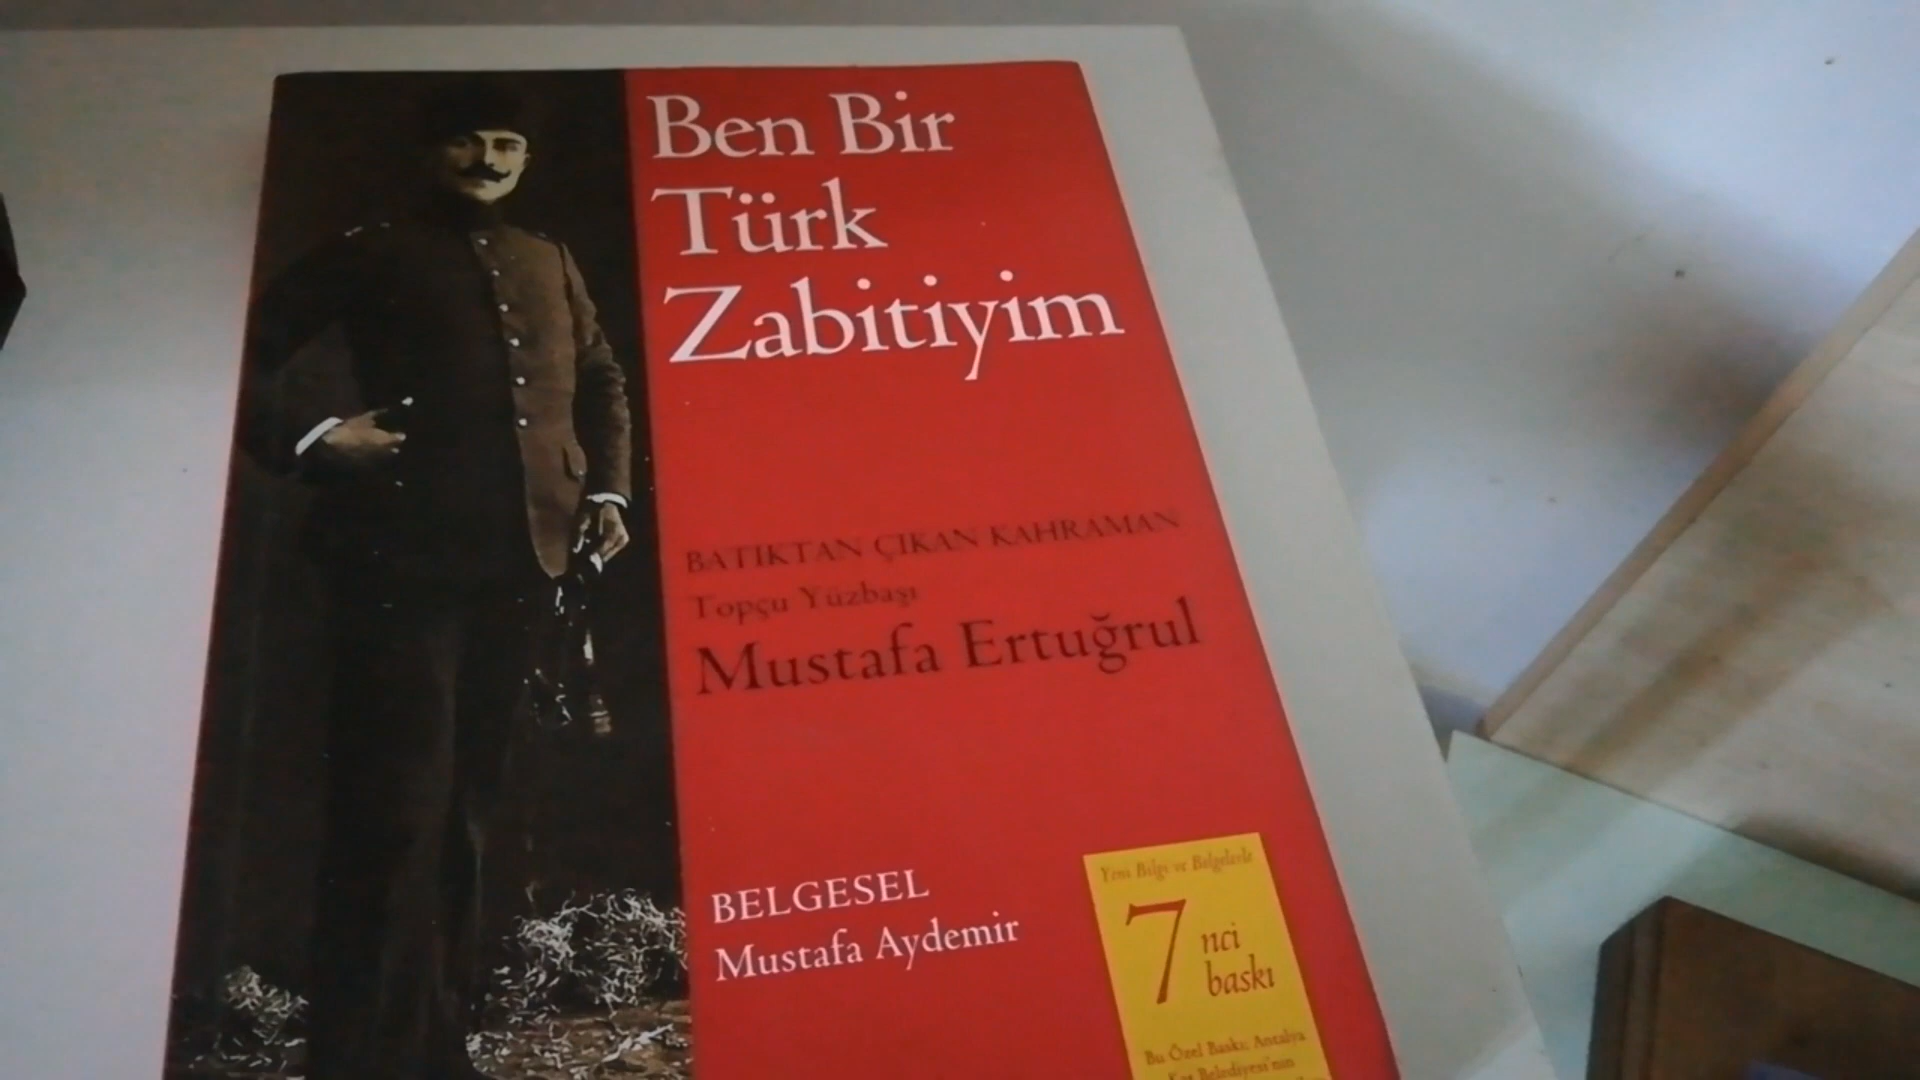 Ben Bir
Türk
Zabitiyim
BATIKTAN ÇIKAN KAHRAMAN
Topçu Yüzbaşı
Mustafa Ertuğrul
BELGESEL
Mustafa Aydemir
Yeni Bilgi ve Belgelerle
7
nci
baskı
Bu Özel Baskı; Antalya
Belediyesi'nin